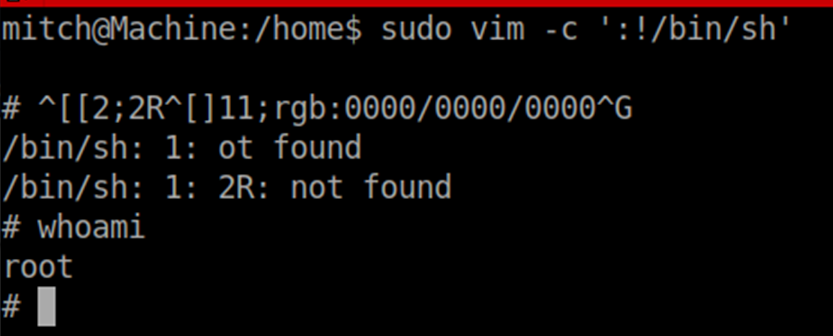 mitch@Machine:/home$ sudo vim -c ':!/bin/sh'
# ^[[2;2R^[]11;rgb:0000/0000/0000^G
/bin/sh: 1: ot found
/bin/sh: 1: 2R: not found
# whoami
root
#